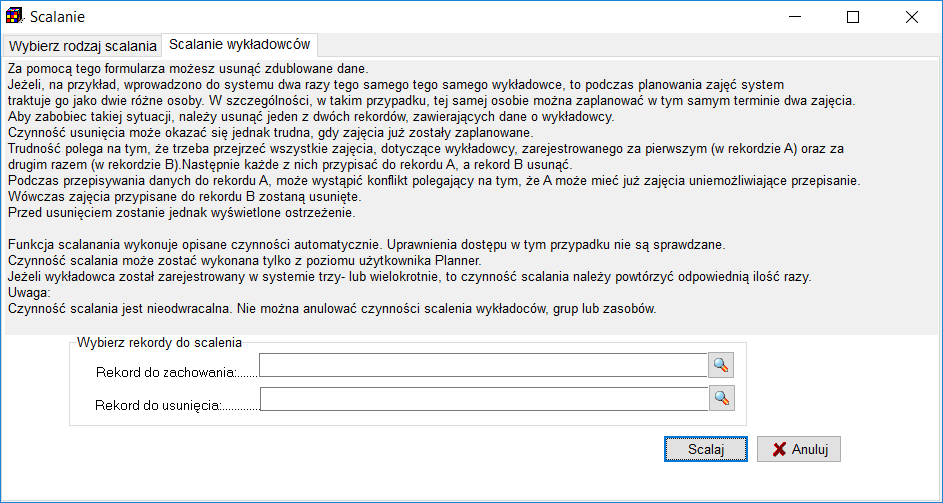 Scalanie
Wybierz rodzaj scalania Scalanie wykładowców
Za pomocą tego formularza możesz usunąć zdublowane dane.
Jeżeli, na przykład, wprowadzono do systemu dwa razy tego samego tego samego wykładowce, to podczas planowania zajęć system
traktuje go jako dwie różne osoby. W szczególności, w takim przypadku, tej samej osobie można zaplanować w tym samym terminie dwa zajęcia.
Aby zabobiec takiej sytuacji, należy usunąć jeden z dwóch rekordów, zawierających dane o wykładowcy.
Czynność usunięcia może okazać się jednak trudna, gdy zajęcia już zostały zaplanowane.
Trudność polega na tym, że trzeba przejrzeć wszystkie zajęcia, dotyczące wykładowcy, zarejestrowanego za pierwszym (w rekordzie A) oraz za
drugim razem (w rekordzie B).Następnie każde z nich przypisać do rekordu A, a rekord B usunąć.
Podczas przepisywania danych do rekordu A, może wystąpić konflikt polegający na tym, że A może mieć już zajęcia uniemożliwiające przepisanie.
Wówczas zajęcia przypisane do rekordu B zostaną usunięte.
Przed usunięciem zostanie jednak wyświetlone ostrzeżenie.
Funkcja scalanania wykonuje opisane czynności automatycznie. Uprawnienia dostępu w tym przypadku nie są sprawdzane.
Czynność scalania może zostać wykonana tylko z poziomu użytkownika Planner.
Jeżeli wykładowca został zarejestrowany w systemie trzy- lub wielokrotnie, to czynność scalania należy powtórzyć odpowiednią ilość razy.
Uwaga:
Czynność scalania jest nieodwracalna. Nie można anulować czynności scalenia wykładoców, grup lub zasobów.
Wybierz rekordy do scalenia
Rekord do zachowania:......
Rekord do usunięcia:............
Scalaj Anuluj